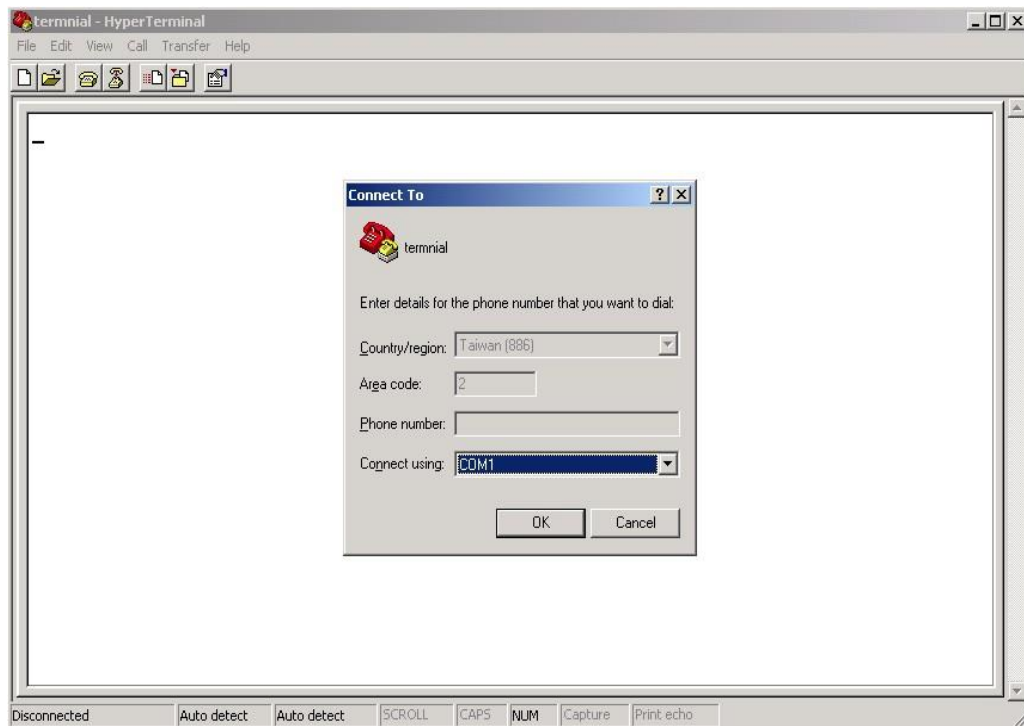 termnial - HyperTerminal
File Edit View Call Transfer Help
Connect To
termnial
Enter details for the phone number that you want to dial:
Country/region: Taiwan (886)
Area code: 2
Phone number:
Connect using: COM1
OK Cancel
Disconnected Auto detect Auto detect SCROLL CAPS NUM Capture Print echo